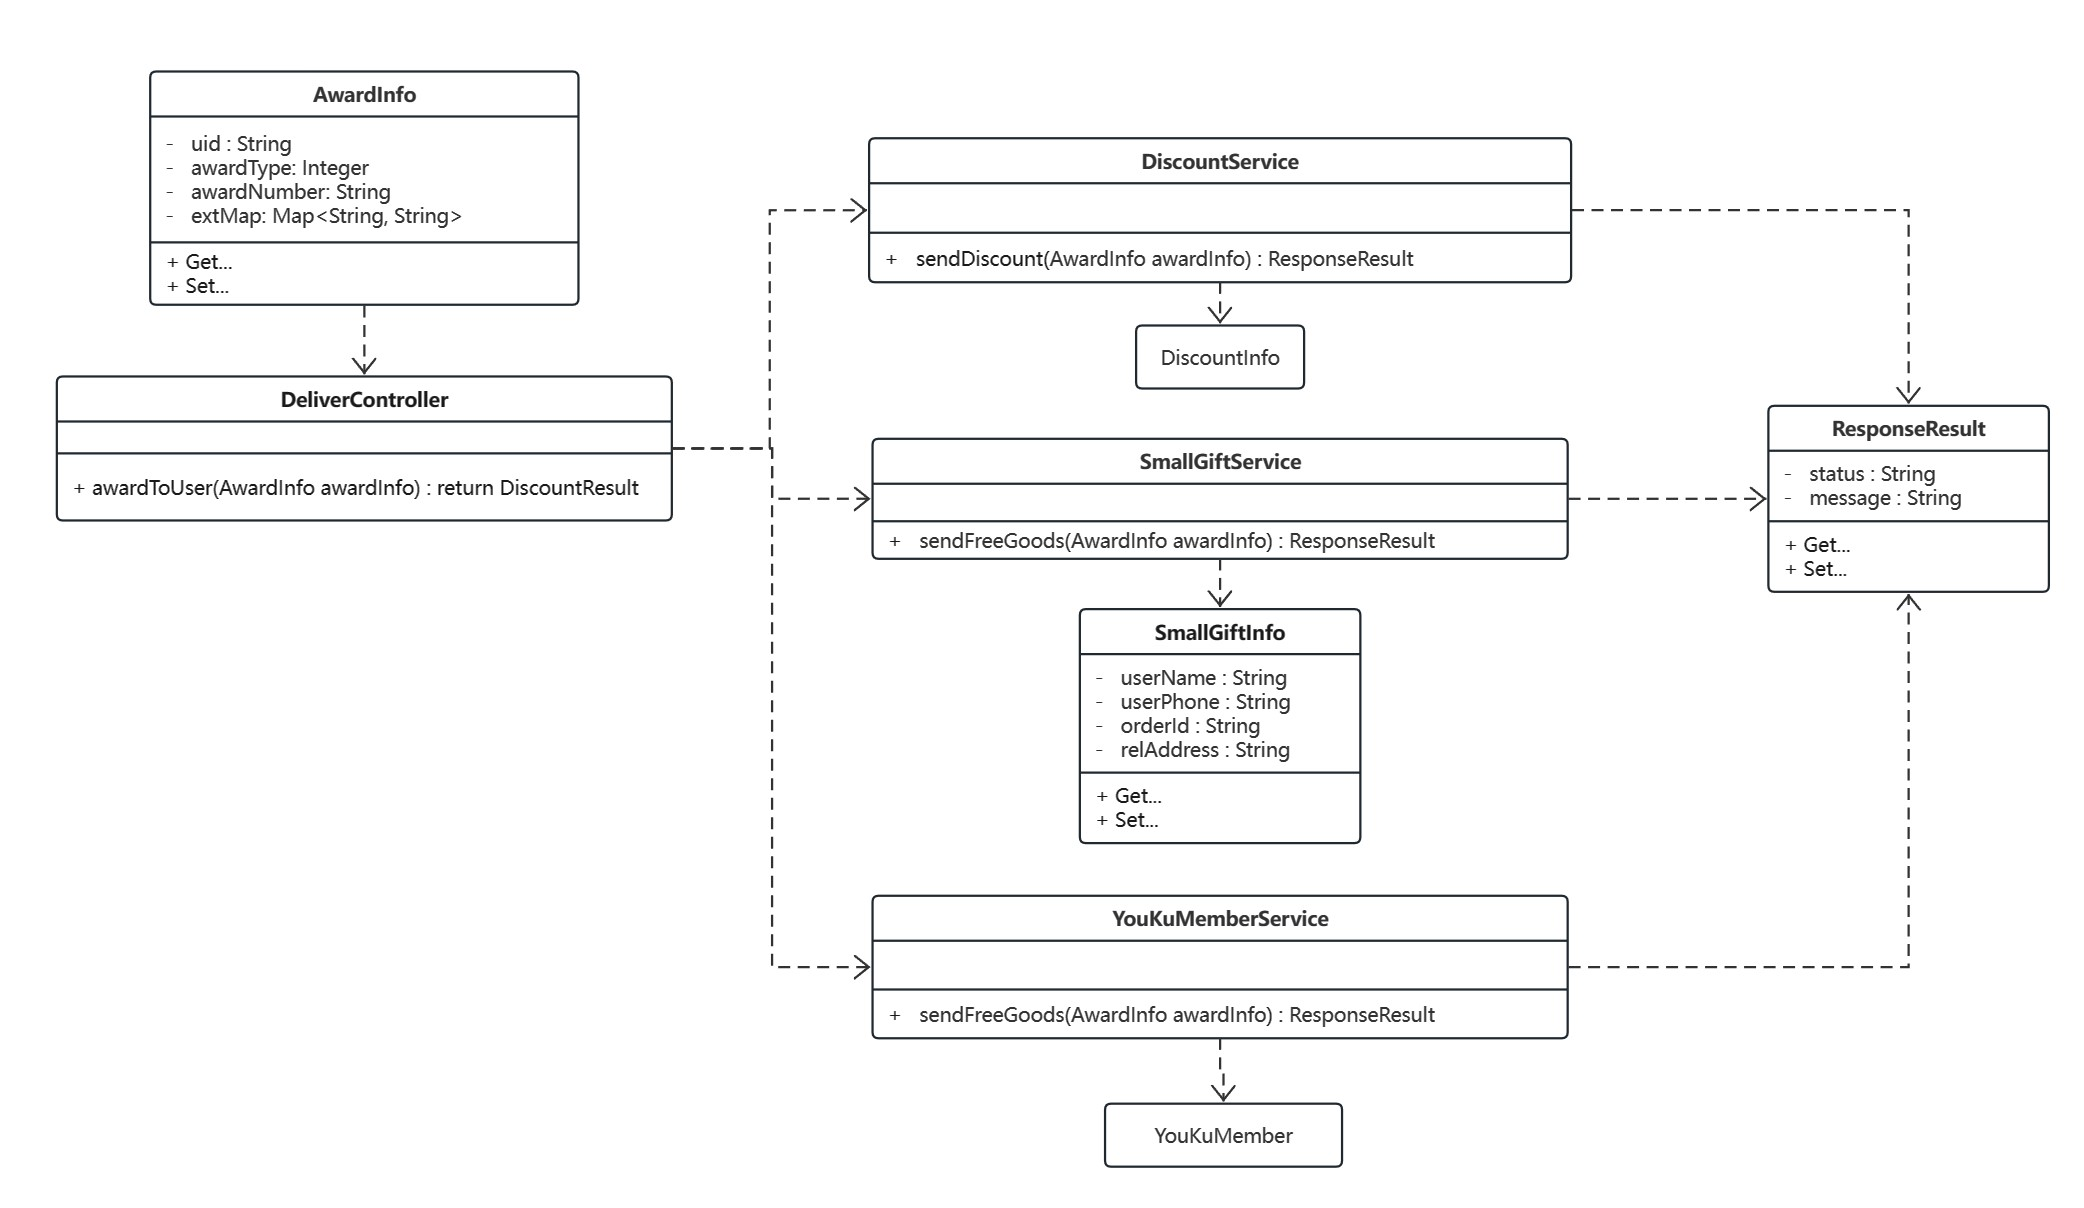 AwardInfo
- uid : String
- awardType: Integer
- awardNumber: String
- extMap: Map<String, String>
+ Get...
+ Set...
DeliverController
+ awardToUser(AwardInfo awardInfo) : return DiscountResult
DiscountService
+ sendDiscount(AwardInfo awardInfo) : ResponseResult
DiscountInfo
SmallGiftService
+ sendFreeGoods(AwardInfo awardInfo) : ResponseResult
SmallGiftInfo
- userName : String
- userPhone : String
- orderId : String
- relAddress : String
+ Get...
+ Set...
YouKuMemberService
+ sendFreeGoods(AwardInfo awardInfo) : ResponseResult
YouKuMember
ResponseResult
- status : String
- message : String
+ Get...
+ Set...